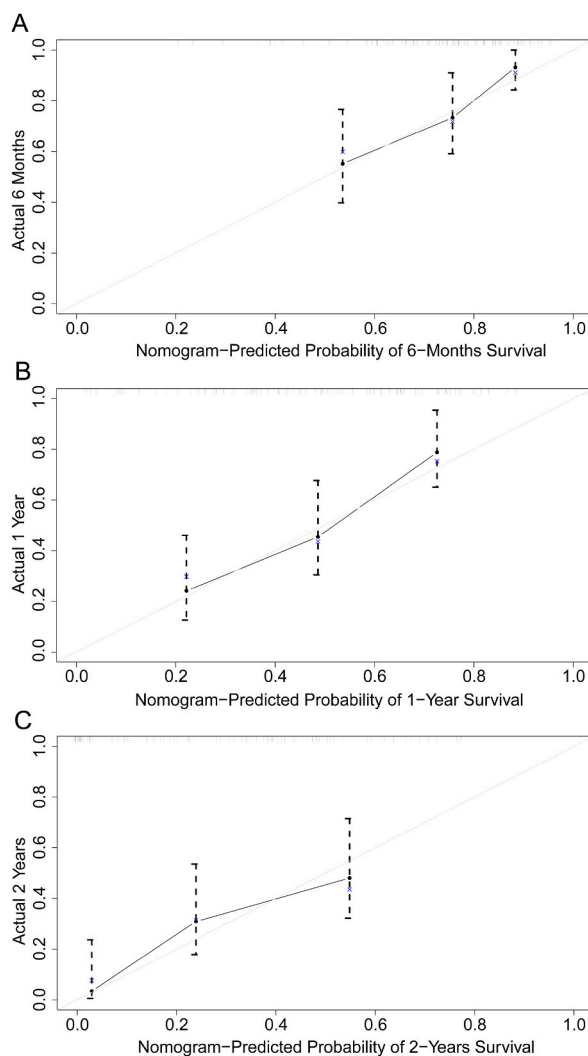 A
Actual 6 Months
1.0
0.8
0.6
0.4
0.2
0.0
0.0 0.2 0.4 0.6 0.8 1.0
Nomogram−Predicted Probability of 6−Months Survival
B
Actual 1 Year
1.0
0.8
0.6
0.4
0.2
0.0
0.0 0.2 0.4 0.6 0.8 1.0
Nomogram−Predicted Probability of 1−Year Survival
C
Actual 2 Years
1.0
0.8
0.6
0.4
0.2
0.0
0.0 0.2 0.4 0.6 0.8 1.0
Nomogram−Predicted Probability of 2−Years Survival